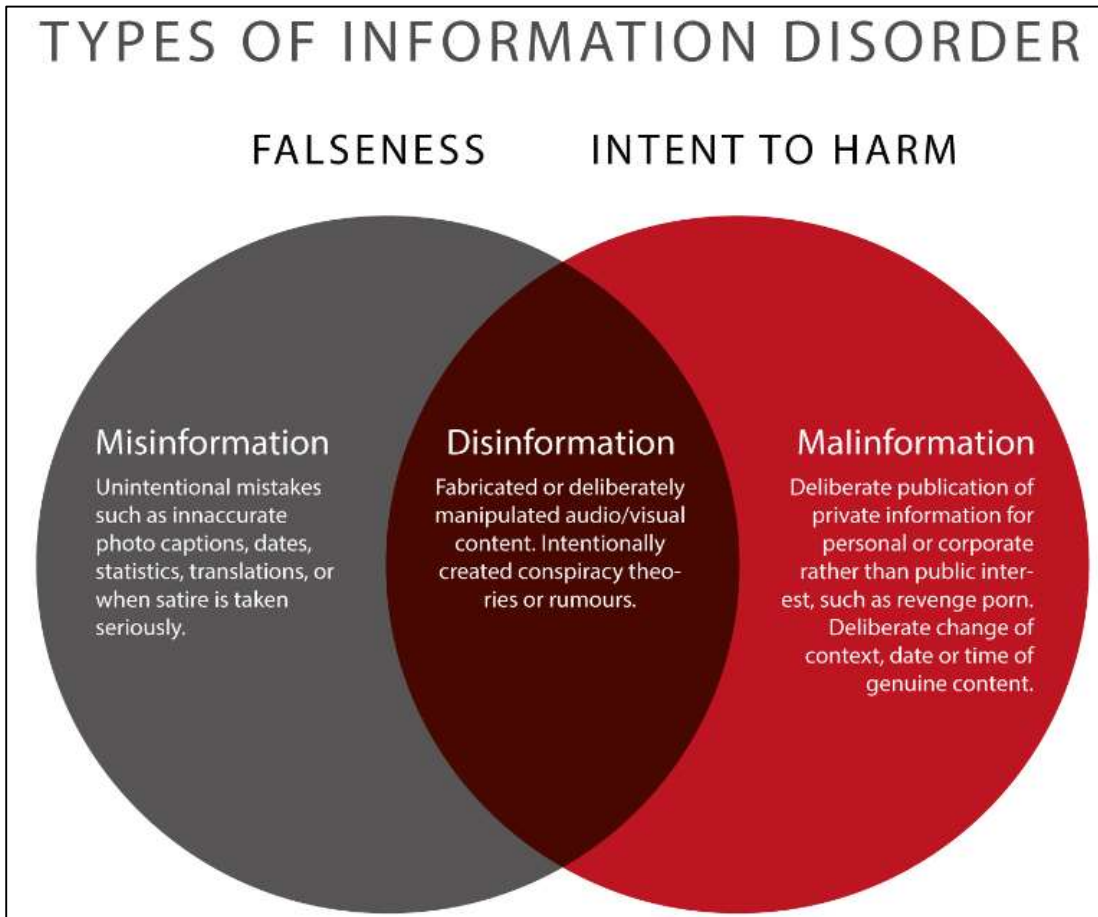 TYPES OF INFORMATION DISORDER
FALSENESS
INTENT TO HARM
Misinformation
Unintentional mistakes
such as innaccurate
photo captions, dates,
statistics, translations, or
when satire is taken
seriously.
Disinformation
Fabricated or deliberately
manipulated audio/visual
content. Intentionally
created conspiracy theo-
ries or rumours.
Malinformation
Deliberate publication of
private information for
personal or corporate
rather than public inter-
est, such as revenge porn.
Deliberate change of
context, date or time of
genuine content.